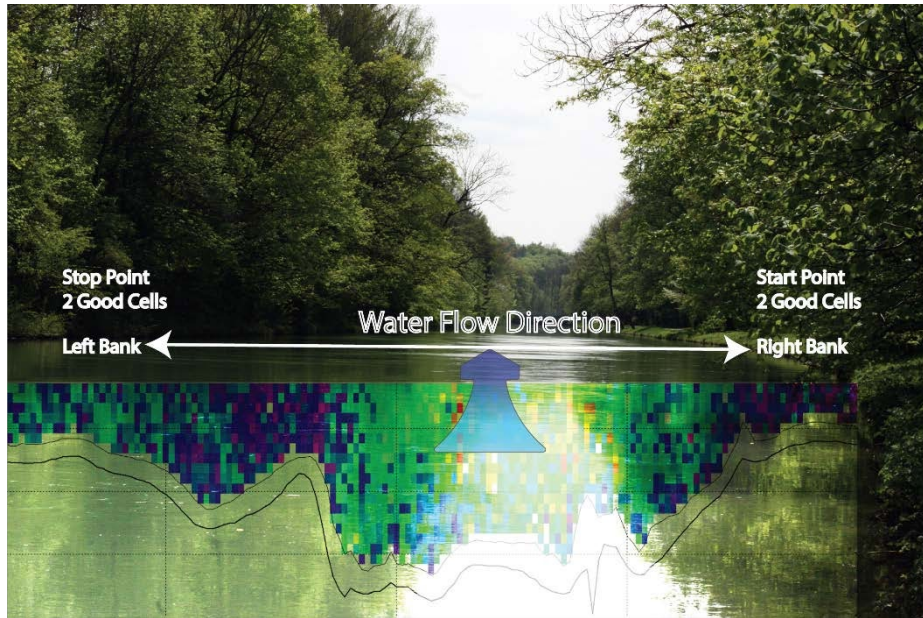 Stop Point
2 Good Cells
Start Point
2 Good Cells
Water Flow Direction
Left Bank
Right Bank